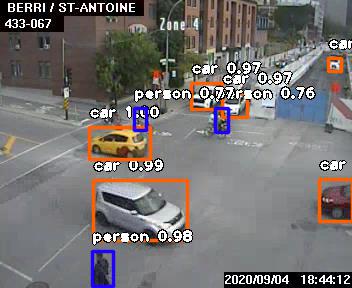 BERRI / ST-ANTOINE
433-067
Zone 4
car
car 0.97
car 0.97
person 0.77
person 0.76
car 1.00
car 0.99
car
person 0.98
2020/09/04 18:44:12